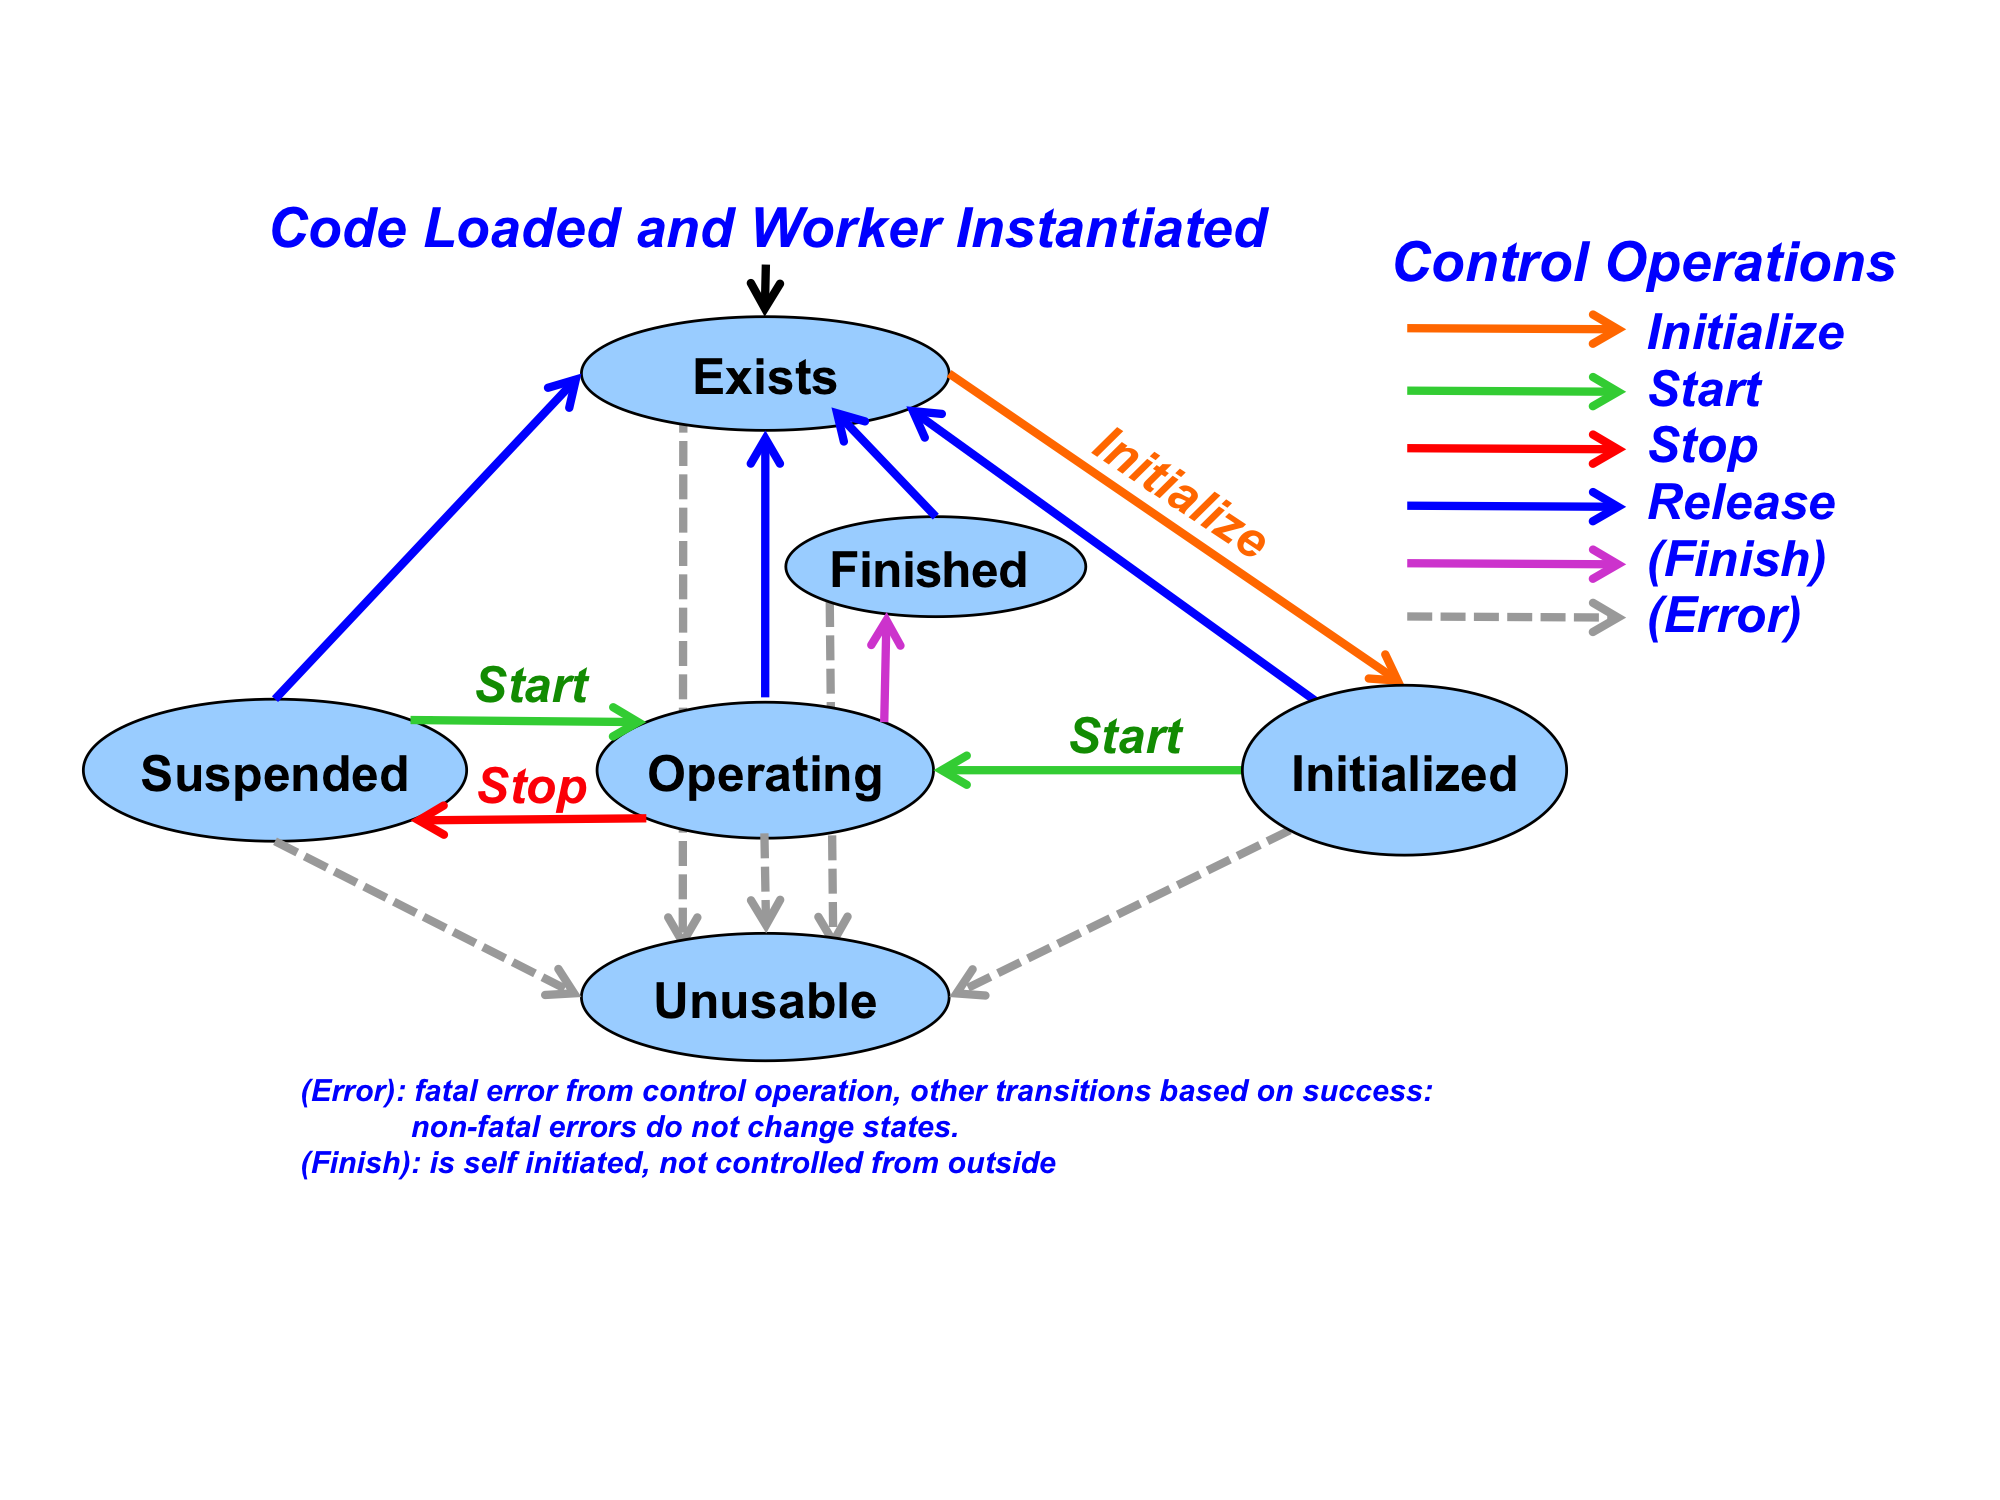 Code Loaded and Worker Instantiated
Control Operations
Initialize
Start
Stop
Release
(Finish)
(Error)
Exists
Initialize
Finished
Start
Start
Stop
Suspended
Operating
Initialized
Unusable
(Error): fatal error from control operation, other transitions based on success:
non-fatal errors do not change states.
(Finish): is self initiated, not controlled from outside